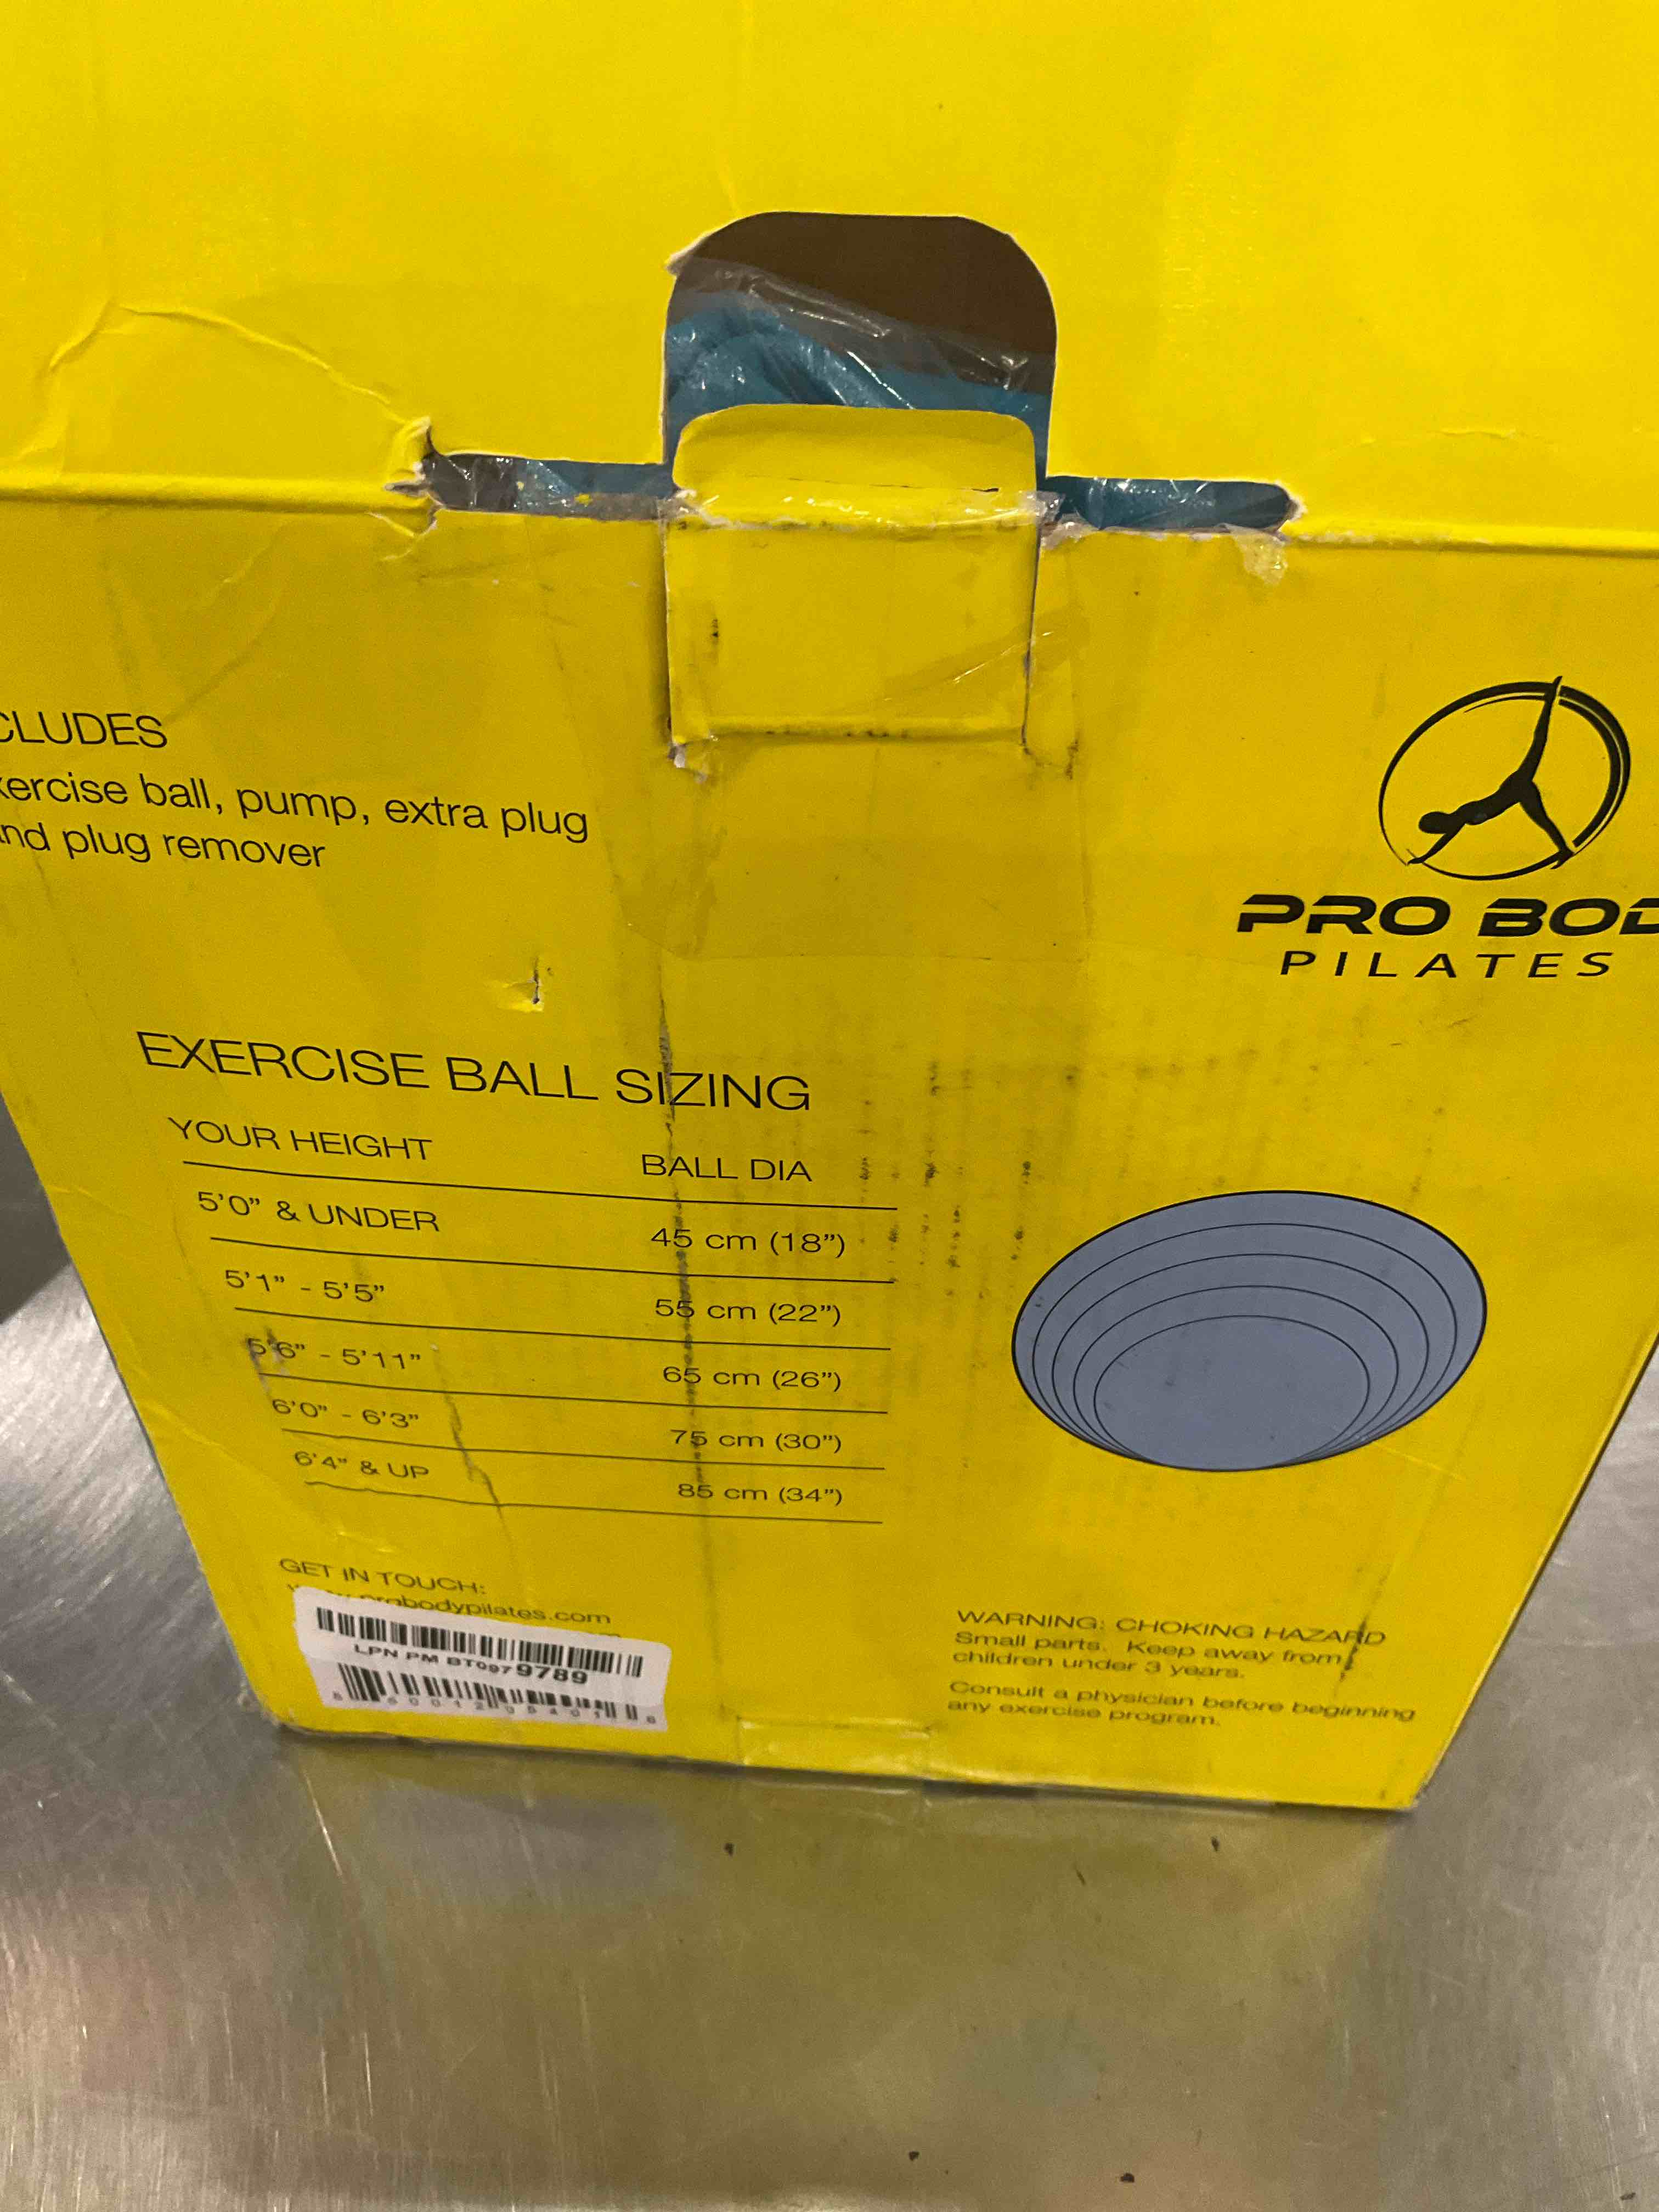 CLUDES
ercise ball, pump, extra plug
nd plug remover
PRO BOD
PILATES
EXERCISE BALL SIZING
YOUR HEIGHT BALL DIA
5'0" & UNDER 45 cm (18")
5'1" - 5'5" 55 cm (22")
5'6" - 5'11" 65 cm (26")
6'0" - 6'3" 75 cm (30")
6'4" & UP 85 cm (34")
GET IN TOUCH:
probodypilates.com
LPN PM BT0979789
WARNING: CHOKING HAZARD
Small parts. Keep away from
children under 3 years.
Consult a physician before beginning
any exercise program.